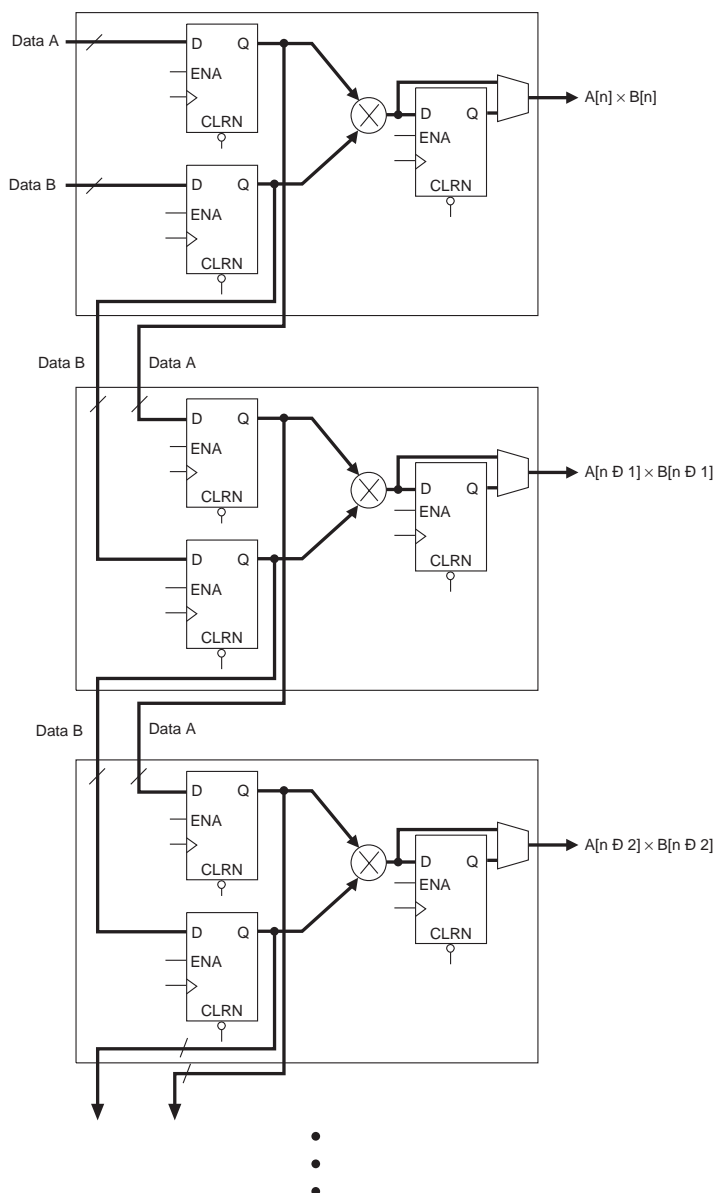 Data A
D Q
ENA
CLRN
A[n] × B[n]
D Q
ENA
CLRN
Data B
D Q
ENA
CLRN
Data B
Data A
D Q
ENA
CLRN
A[n Ð 1] × B[n Ð 1]
D Q
ENA
CLRN
D Q
ENA
CLRN
Data B
Data A
D Q
ENA
CLRN
A[n Ð 2] × B[n Ð 2]
D Q
ENA
CLRN
D Q
ENA
CLRN